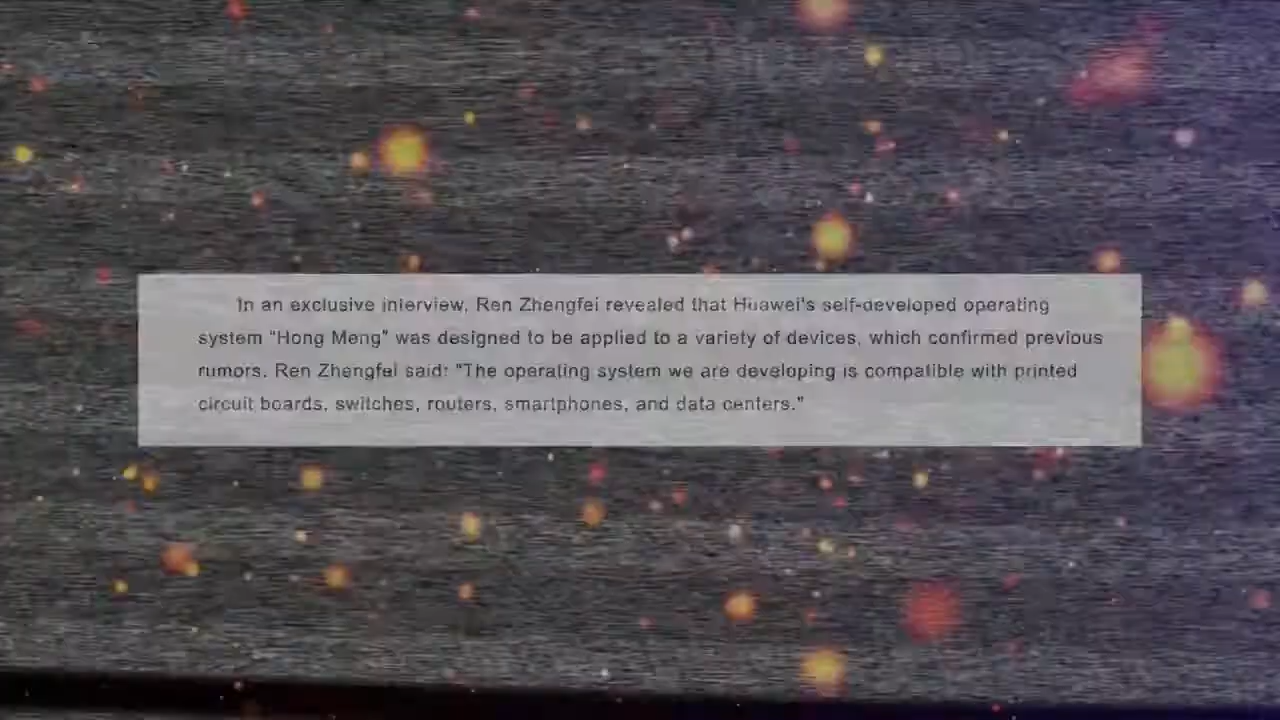 In an exclusive interview, Ren Zhengfei revealed that Huawei's self-developed operating
system “Hong Meng” was designed to be applied to a variety of devices, which confirmed previous
rumors. Ren Zhengfei said: "The operating system we are developing is compatible with printed
circuit boards, switches, routers, smartphones, and data centers."